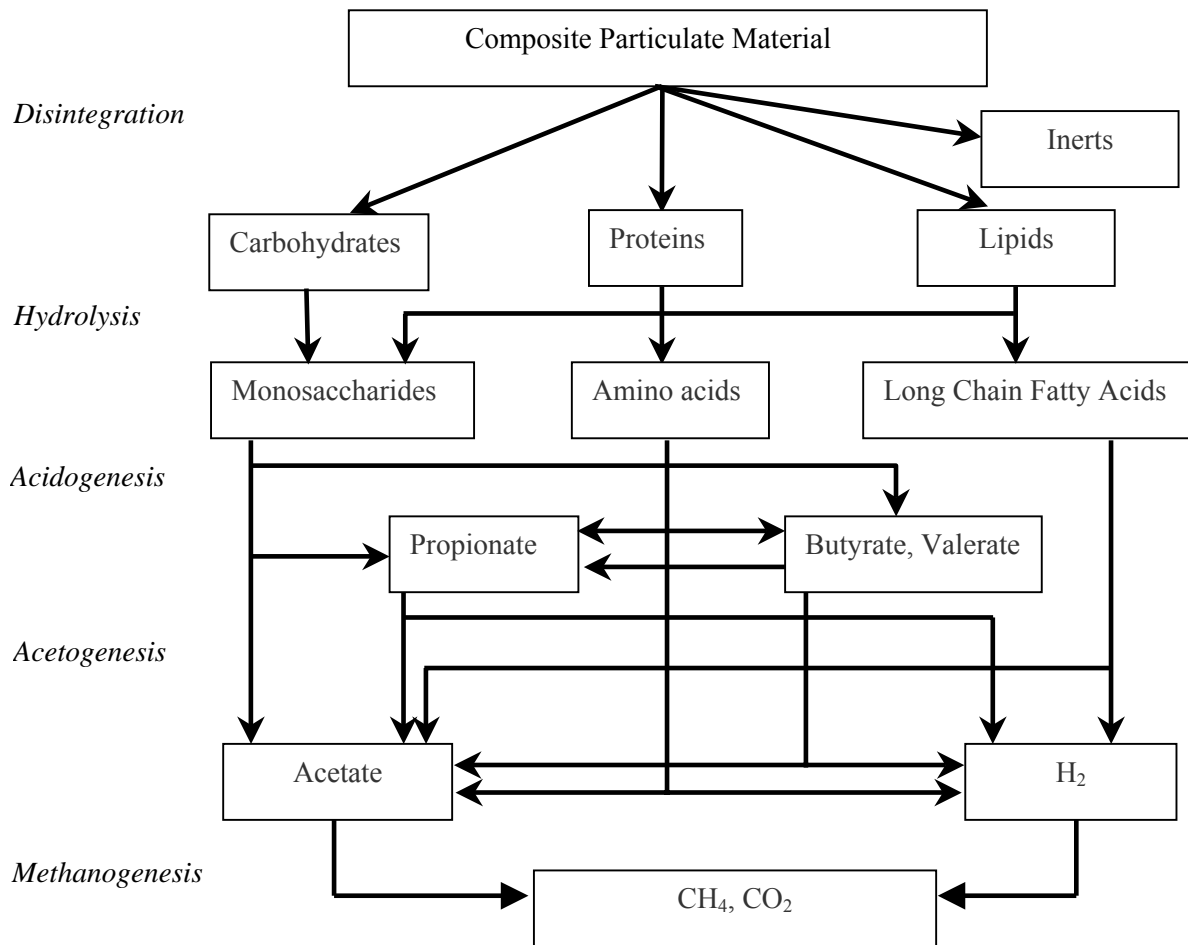 Composite Particulate Material
Disintegration
Inerts
Carbohydrates
Proteins
Lipids
Hydrolysis
Monosaccharides
Amino acids
Long Chain Fatty Acids
Acidogenesis
Propionate
Butyrate, Valerate
Acetogenesis
Acetate
H₂
Methanogenesis
CH₄, CO₂